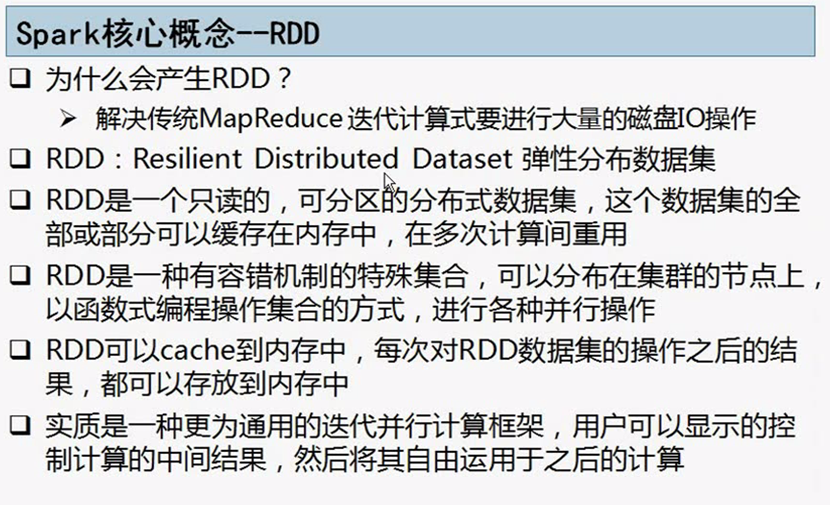 Spark核心概念--RDD
为什么会产生RDD？
解决传统MapReduce 迭代计算式要进行大量的磁盘IO操作
RDD：Resilient Distributed Dataset 弹性分布数据集
RDD是一个只读的，可分区的分布式数据集，这个数据集的全
部或部分可以缓存在内存中，在多次计算间重用
RDD是一种有容错机制的特殊集合，可以分布在集群的节点上，
以函数式编程操作集合的方式，进行各种并行操作
RDD可以cache到内存中，每次对RDD数据集的操作之后的结
果，都可以存放到内存中
实质是一种更为通用的迭代并行计算框架，用户可以显示的控
制计算的中间结果，然后将其自由运用于之后的计算